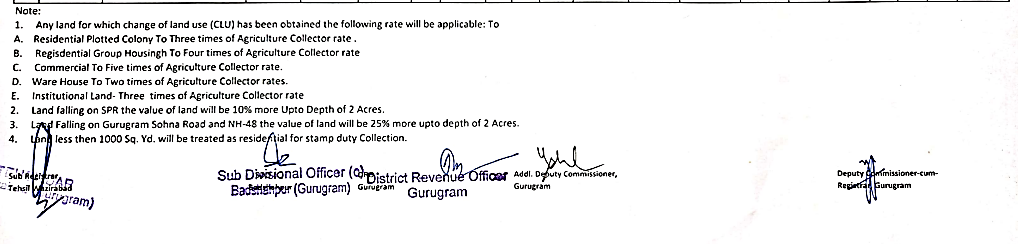 Note:
1. Any land for which change of land use (CLU) has been obtained the following rate will be applicable: To
A. Residential Plotted Colony To Three times of Agriculture Collector rate .
B. Regisdential Group Housingh To Four times of Agriculture Collector rate
C. Commercial To Five times of Agriculture Collector rate.
D. Ware House To Two times of Agriculture Collector rates.
E. Institutional Land- Three times of Agriculture Collector rate
2. Land falling on SPR the value of land will be 10% more Upto Depth of 2 Acres.
3. Land Falling on Gurugram Sohna Road and NH-48 the value of land will be 25% more upto depth of 2 Acres.
4. Land less then 1000 Sq. Yd. will be treated as residential for stamp duty Collection.
Sub Registrar,
Tehsil Wazirabad
Sub Divisional Officer (C)
Badshahpur (Gurugram)
Gurugram
District Revenue Officer
Gurugram
Addl. Deputy Commissioner,
Gurugram
Deputy Commissioner-cum-
Registrar, Gurugram